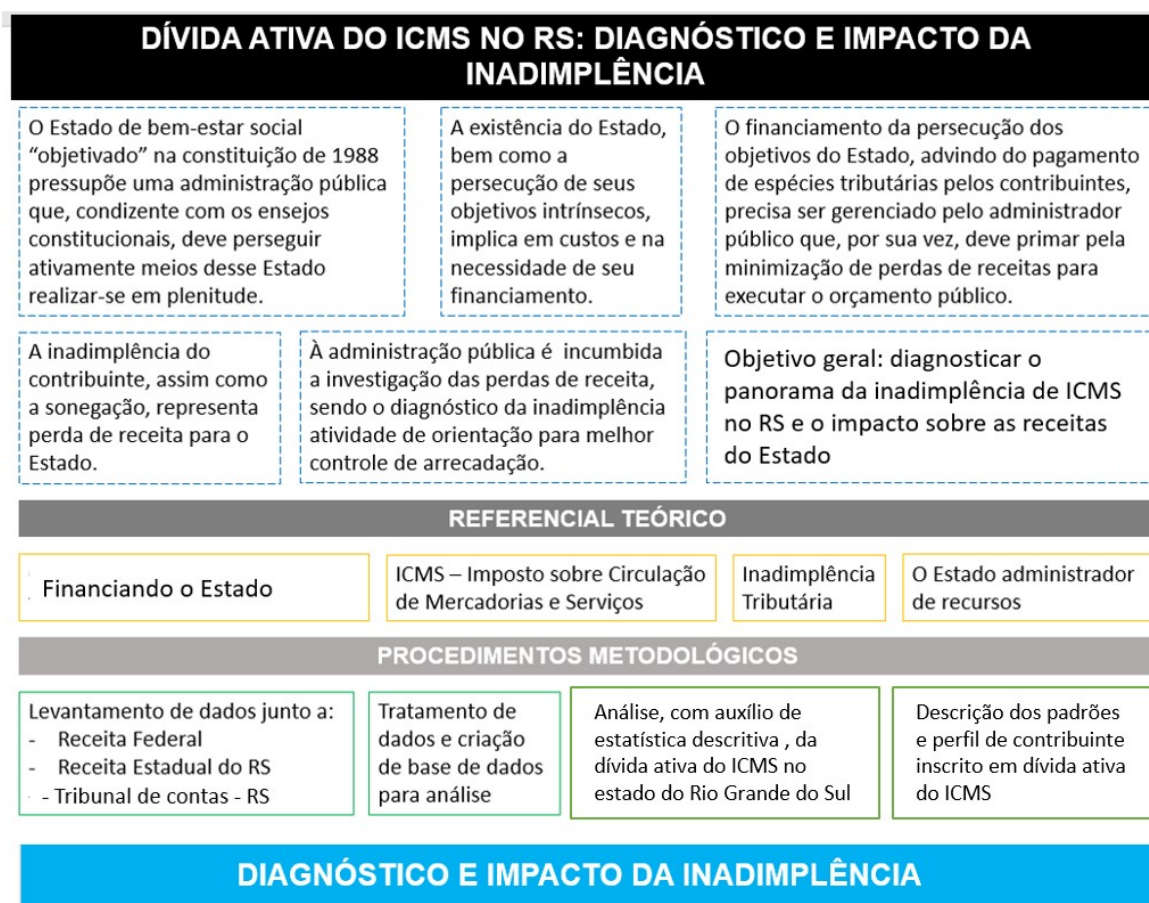 DÍVIDA ATIVA DO ICMS NO RS: DIAGNÓSTICO E IMPACTO DA
INADIMPLÊNCIA
O Estado de bem-estar social
“objetivado” na constituição de 1988
pressupõe uma administração pública
que, condizente com os ensejos
constitucionais, deve perseguir
ativamente meios desse Estado
realizar-se em plenitude.
A existência do Estado,
bem como a
persecução de seus
objetivos intrínsecos,
implica em custos e na
necessidade de seu
financiamento.
O financiamento da persecução dos
objetivos do Estado, advindo do pagamento
de espécies tributárias pelos contribuintes,
precisa ser gerenciado pelo administrador
público que, por sua vez, deve primar pela
minimização de perdas de receitas para
executar o orçamento público.
A inadimplência do
contribuinte, assim como
a sonegação, representa
perda de receita para o
Estado.
À administração pública é incumbida
a investigação das perdas de receita,
sendo o diagnóstico da inadimplência
atividade de orientação para melhor
controle de arrecadação.
Objetivo geral: diagnosticar o
panorama da inadimplência de ICMS
no RS e o impacto sobre as receitas
do Estado
REFERENCIAL TEÓRICO
Financiando o Estado
ICMS – Imposto sobre Circulação
de Mercadorias e Serviços
Inadimplência
Tributária
O Estado administrador
de recursos
PROCEDIMENTOS METODOLÓGICOS
Levantamento de dados junto a:
- Receita Federal
- Receita Estadual do RS
- Tribunal de contas - RS
Tratamento de
dados e criação
de base de dados
para análise
Análise, com auxílio de
estatística descritiva , da
dívida ativa do ICMS no
estado do Rio Grande do Sul
Descrição dos padrões
e perfil de contribuinte
inscrito em dívida ativa
do ICMS
DIAGNÓSTICO E IMPACTO DA INADIMPLÊNCIA